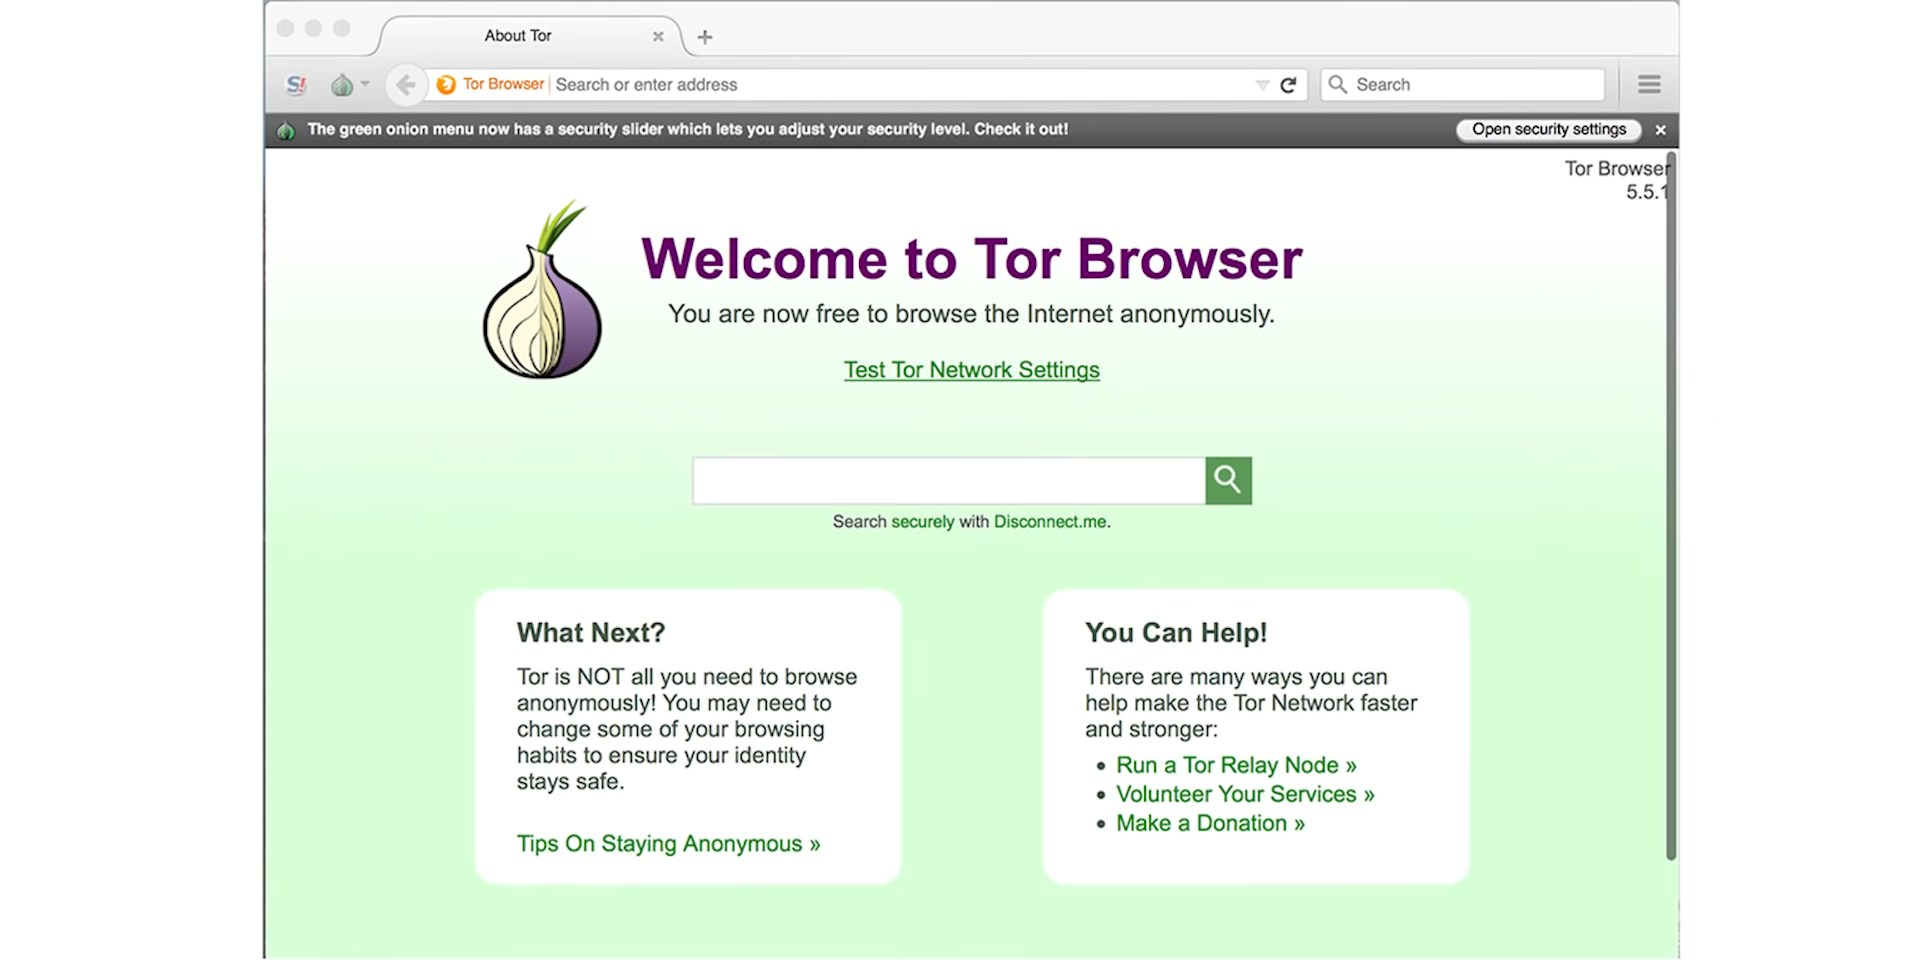 About Tor
S!
Tor Browser
Search or enter address
Search
The green onion menu now has a security slider which lets you adjust your security level. Check it out!
Open security settings
Tor Browser
5.5.1
Welcome to Tor Browser
You are now free to browse the Internet anonymously.
Test Tor Network Settings
Search securely with Disconnect.me.
What Next?
Tor is NOT all you need to browse
anonymously! You may need to
change some of your browsing
habits to ensure your identity
stays safe.
Tips On Staying Anonymous »
You Can Help!
There are many ways you can
help make the Tor Network faster
and stronger:
• Run a Tor Relay Node »
• Volunteer Your Services »
• Make a Donation »